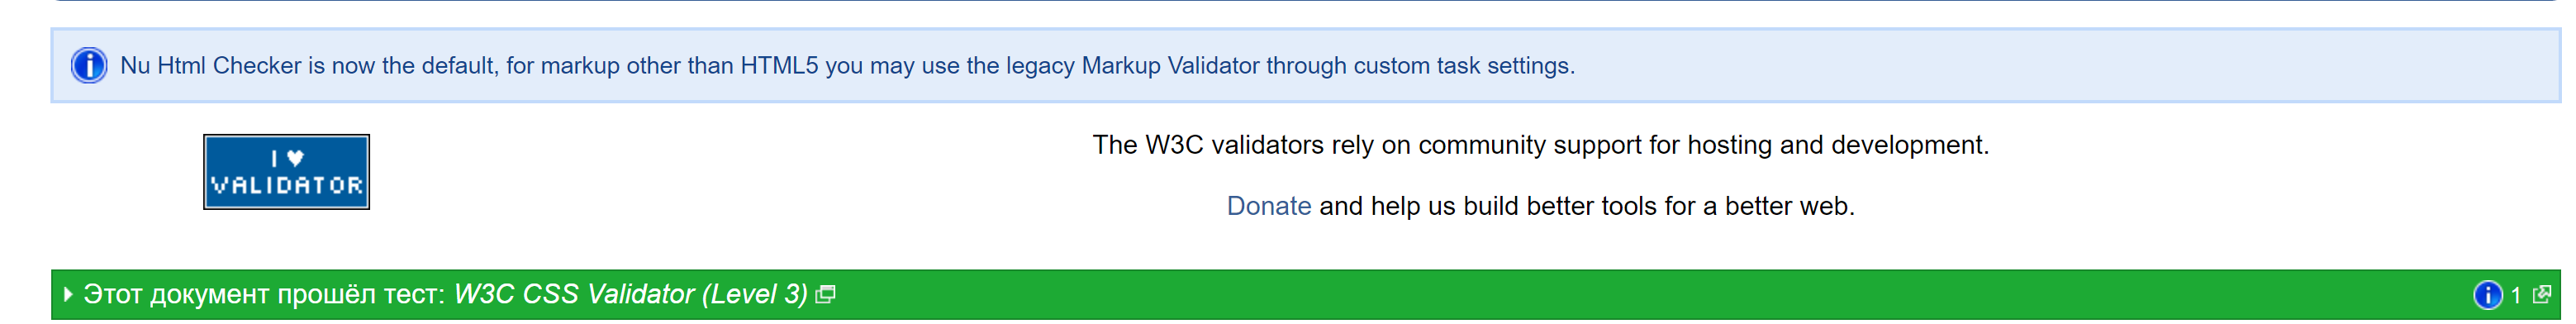 Nu Html Checker is now the default, for markup other than HTML5 you may use the legacy Markup Validator through custom task settings.
I ♥
VALIDATOR
The W3C validators rely on community support for hosting and development.
Donate and help us build better tools for a better web.
Этот документ прошёл тест: W3C CSS Validator (Level 3) 1